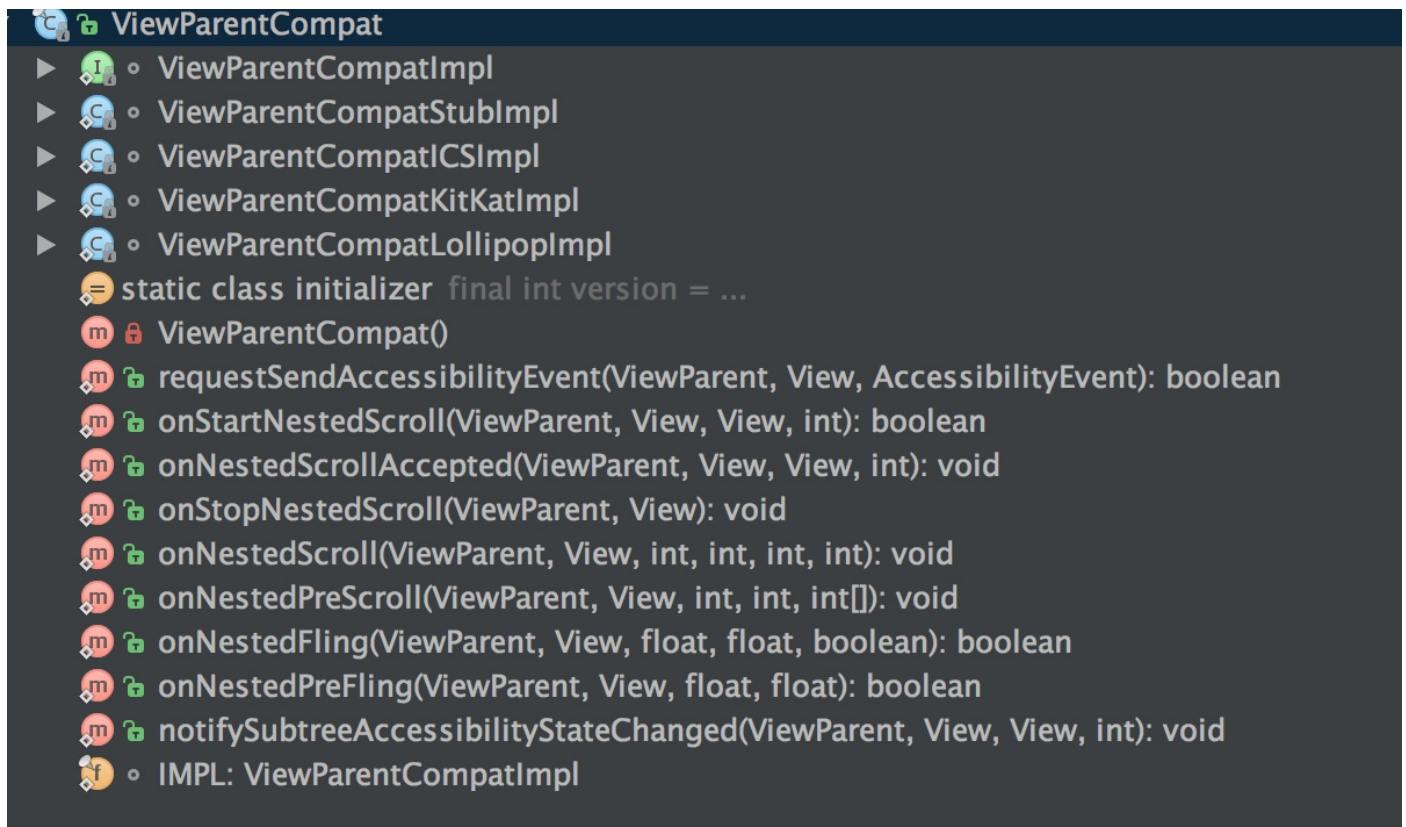 ViewParentCompat
ViewParentCompatImpl
ViewParentCompatStubImpl
ViewParentCompatICSImpl
ViewParentCompatKitKatImpl
ViewParentCompatLollipopImpl
static class initializer final int version = ...
ViewParentCompat()
requestSendAccessibilityEvent(ViewParent, View, AccessibilityEvent): boolean
onStartNestedScroll(ViewParent, View, View, int): boolean
onNestedScrollAccepted(ViewParent, View, View, int): void
onStopNestedScroll(ViewParent, View): void
onNestedScroll(ViewParent, View, int, int, int, int): void
onNestedPreScroll(ViewParent, View, int, int, int[]): void
onNestedFling(ViewParent, View, float, float, boolean): boolean
onNestedPreFling(ViewParent, View, float, float): boolean
notifySubtreeAccessibilityStateChanged(ViewParent, View, View, int): void
IMPL: ViewParentCompatImpl